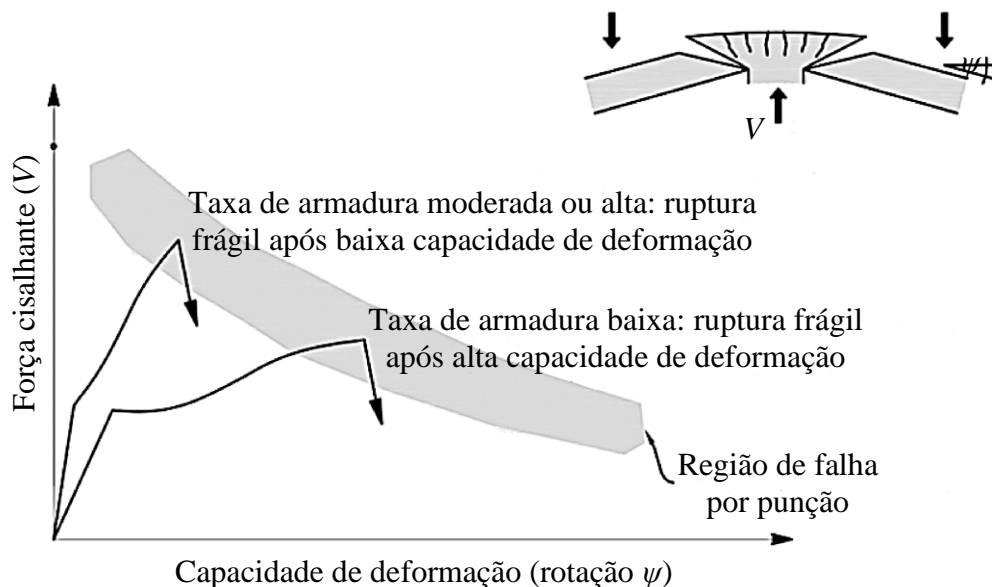 ψ
V
Força cisalhante (V)
Taxa de armadura moderada ou alta: ruptura
frágil após baixa capacidade de deformação
Taxa de armadura baixa: ruptura frágil
após alta capacidade de deformação
Região de falha
por punção
Capacidade de deformação (rotação ψ)